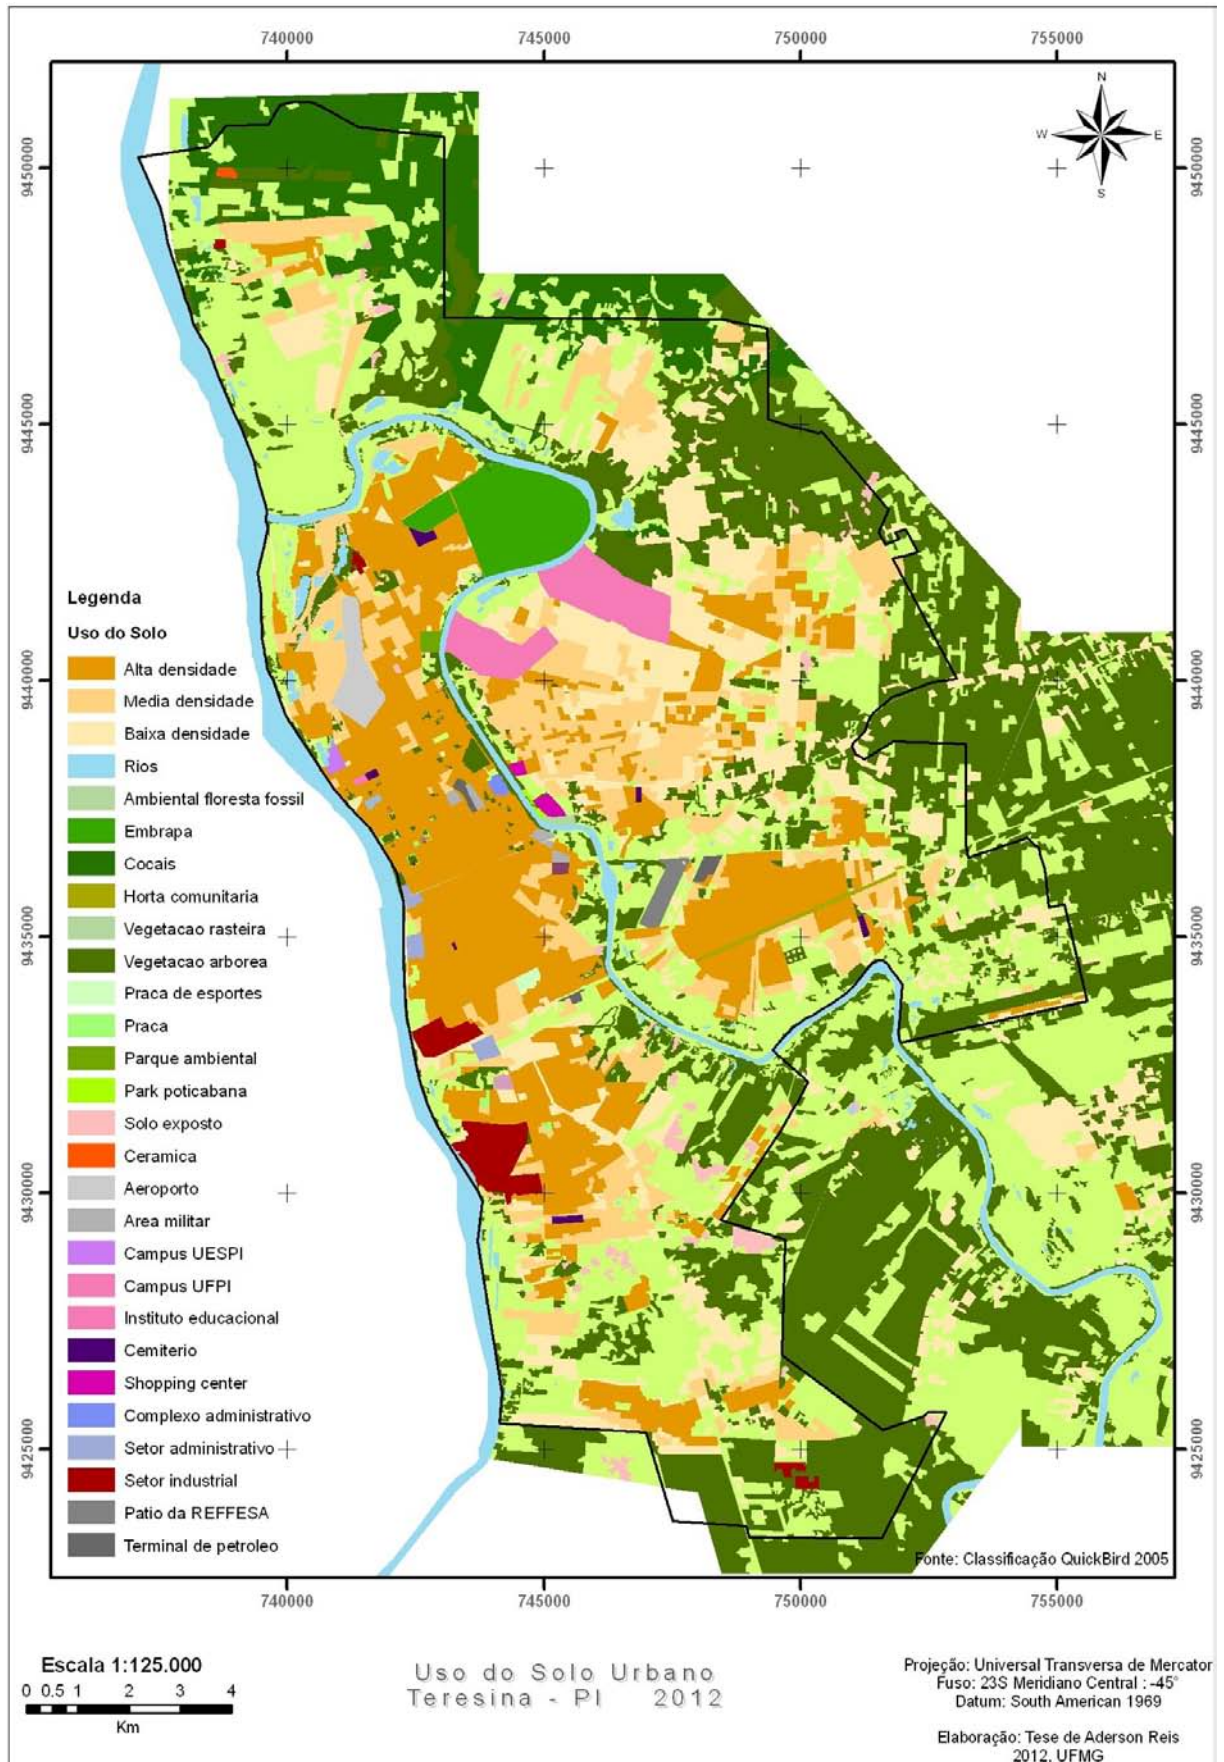 740000 745000 750000 755000
N
W E
S
9450000 9450000
9445000 9445000
9440000 9440000
9435000 9435000
9430000 9430000
9425000 9425000
Legenda
Uso do Solo
Alta densidade
Media densidade
Baixa densidade
Rios
Ambiental floresta fossil
Embrapa
Cocais
Horta comunitaria
Vegetacao rasteira
Vegetacao arborea
Praca de esportes
Praca
Parque ambiental
Park poticabana
Solo exposto
Ceramica
Aeroporto
Area militar
Campus UESPI
Campus UFPI
Instituto educacional
Cemiterio
Shopping center
Complexo administrativo
Setor administrativo
Setor industrial
Patio da REFFESA
Terminal de petroleo
Fonte: Classificação QuickBird 2005
740000 745000 750000 755000
Escala 1:125.000
0 0.5 1 2 3 4
Km
Uso do Solo Urbano
Teresina - PI 2012
Projeção: Universal Transversa de Mercator
Fuso: 23S Meridiano Central : -45°
Datum: South American 1969
Elaboração: Tese de Aderson Reis
2012. UFMG